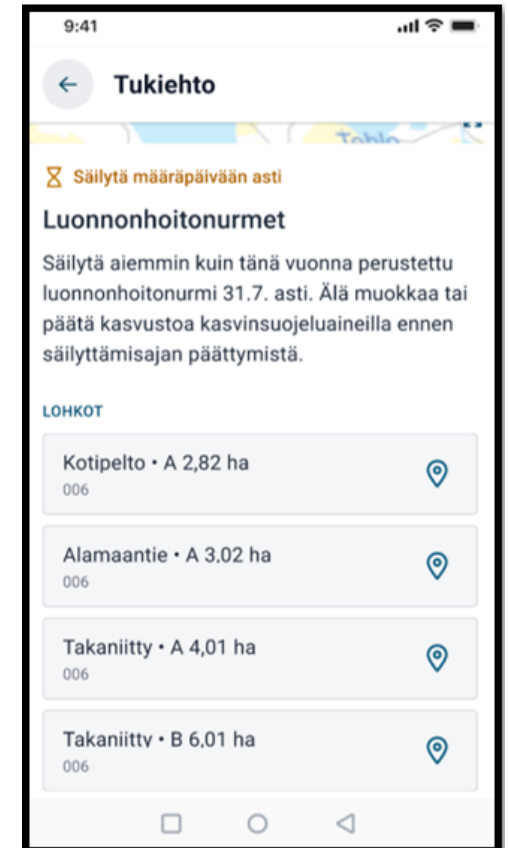 9:41
Tukiehto
Säilytä määräpäivään asti
Luonnonhoitonurmet
Säilytä aiemmin kuin tänä vuonna perustettu
luonnonhoitonurmi 31.7. asti. Älä muokkaa tai
päätä kasvustoa kasvinsuojeluaineilla ennen
säilyttämisajan päättymistä.
LOHKOT
Kotipelto • A 2,82 ha
006
Alamaantie • A 3.02 ha
006
Takaniitty • A 4,01 ha
006
Takaniitty • B 6,01 ha
006